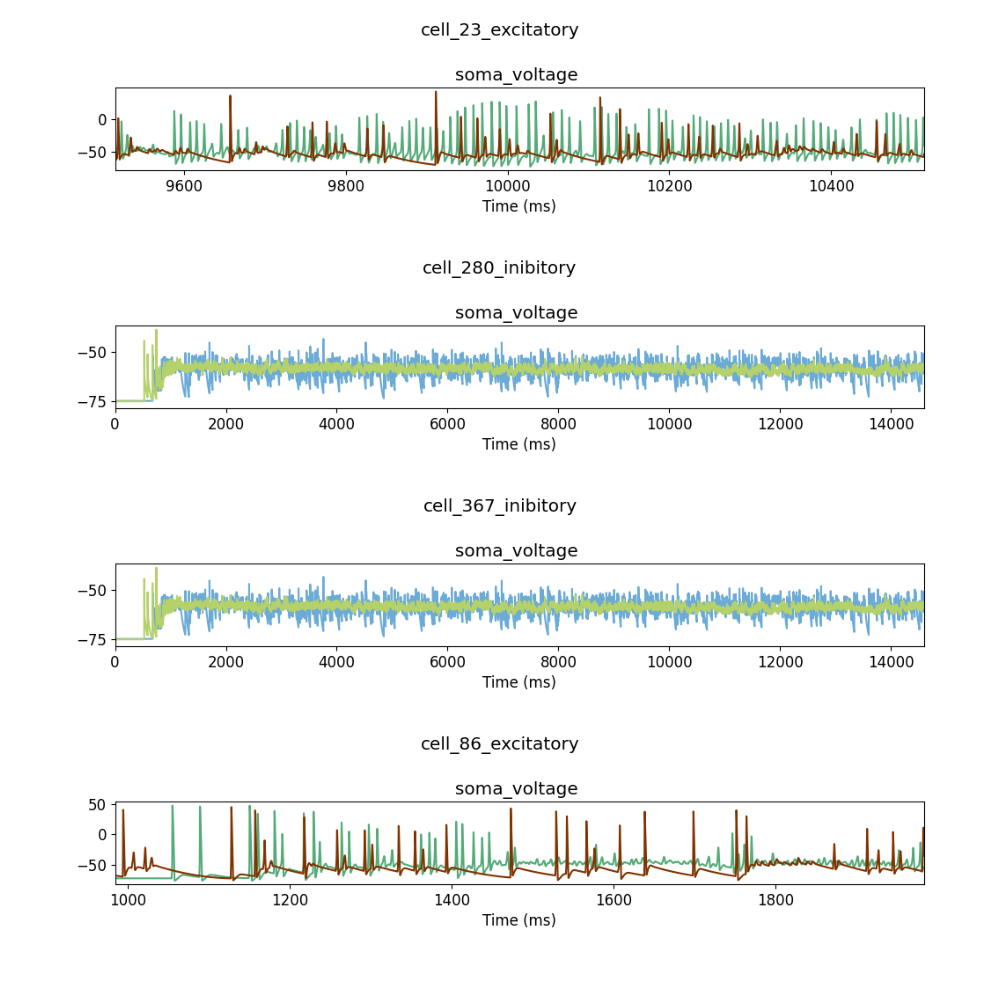 cell_23_excitatory
soma_voltage
0
−50
9600 9800 10000 10200 10400
Time (ms)
cell_280_inibitory
soma_voltage
−50
−75
0 2000 4000 6000 8000 10000 12000 14000
Time (ms)
cell_367_inibitory
soma_voltage
−50
−75
0 2000 4000 6000 8000 10000 12000 14000
Time (ms)
cell_86_excitatory
soma_voltage
50
0
−50
1000 1200 1400 1600 1800
Time (ms)